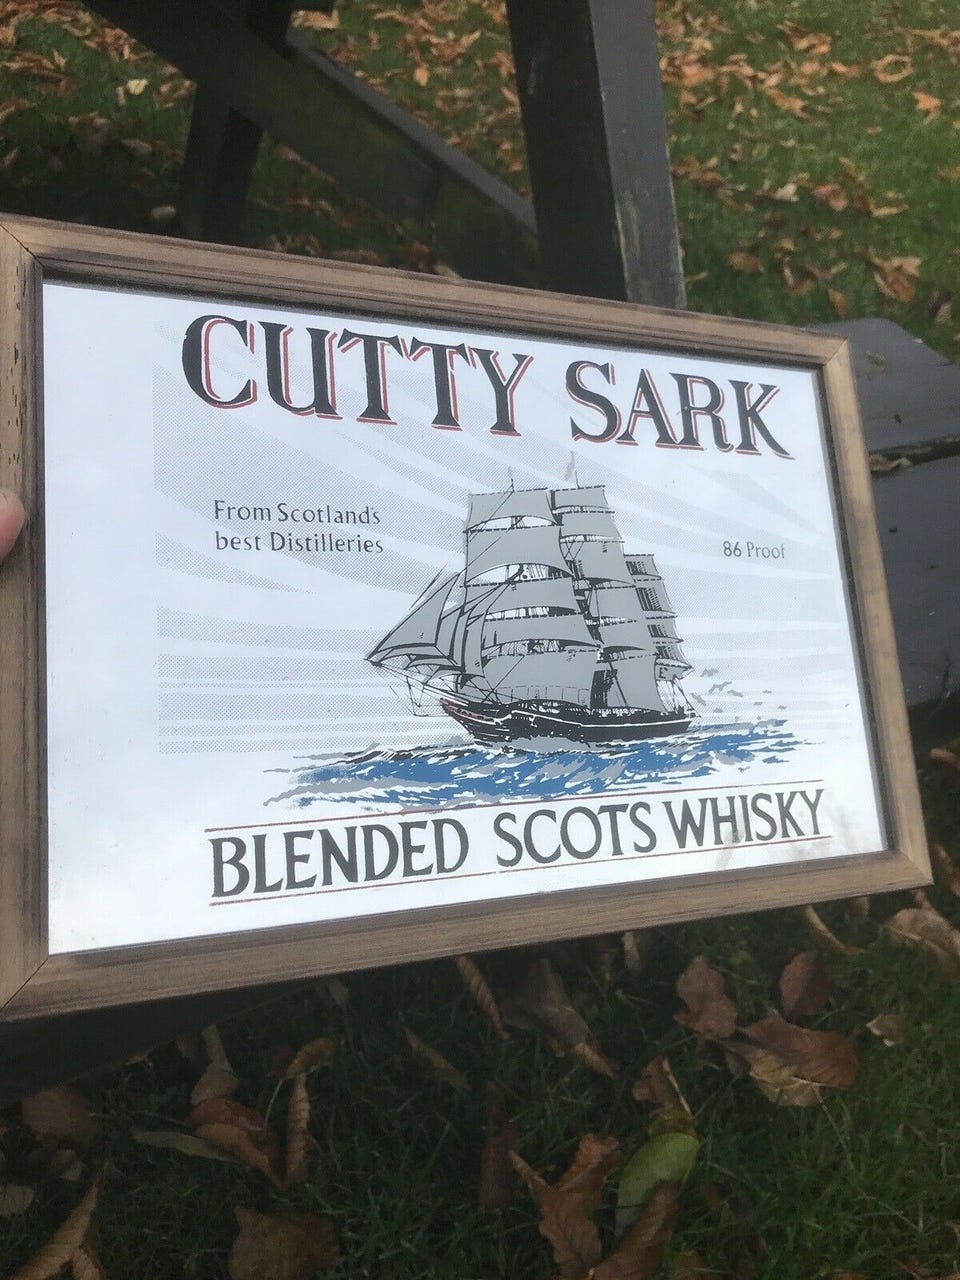 CUTTY SARK
From Scotland's
best Distilleries
86 Proof
BLENDED SCOTS WHISKY